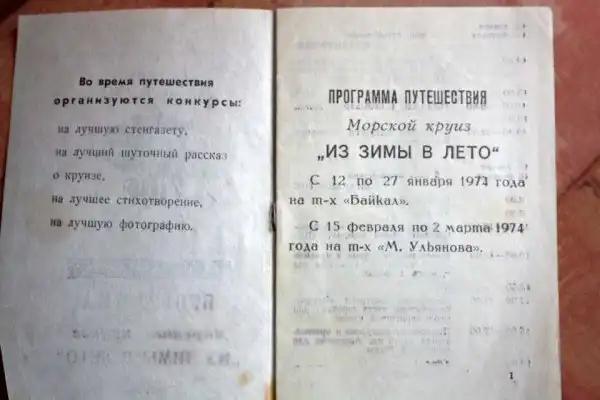 Во время путешествия
организуются конкурсы:
на лучшую стенгазету,
на лучший шуточный рассказ
о круизе,
на лучшее стихотворение,
на лучшую фотографию.
ПРОГРАММА ПУТЕШЕСТВИЯ
Морской круиз
„ИЗ ЗИМЫ В ЛЕТО“
С 12 по 27 января 1974 года
на т-х «Байкал».
С 15 февраля по 2 марта 1974
года на т-х «М. Ульянова».
1